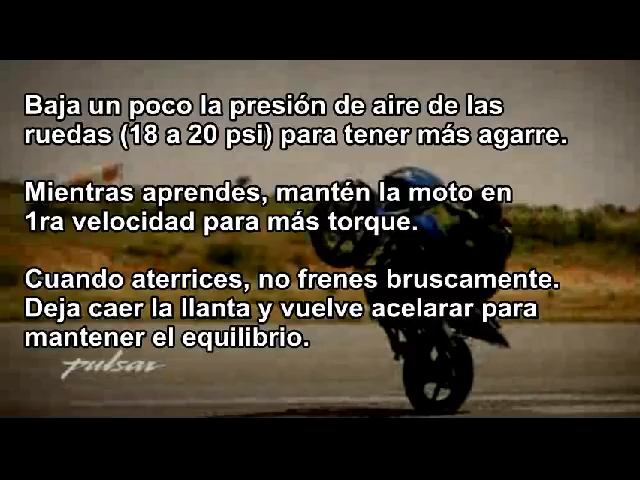 Baja un poco la presión de aire de las
ruedas (18 a 20 psi) para tener más agarre.
Mientras aprendes, mantén la moto en
1ra velocidad para más torque.
Cuando aterrices, no frenes bruscamente.
Deja caer la llanta y vuelve acelarar para
mantener el equilibrio.
pulsar